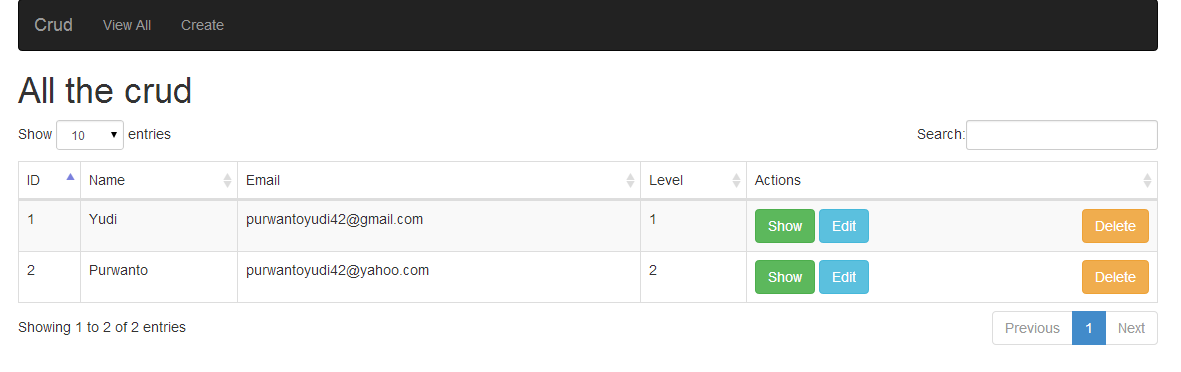 Crud View All Create
All the crud
Show 10 entries Search:
ID Name Email Level Actions
1 Yudi purwantoyudi42@gmail.com 1 Show Edit Delete
2 Purwanto purwantoyudi42@yahoo.com 2 Show Edit Delete
Showing 1 to 2 of 2 entries Previous 1 Next